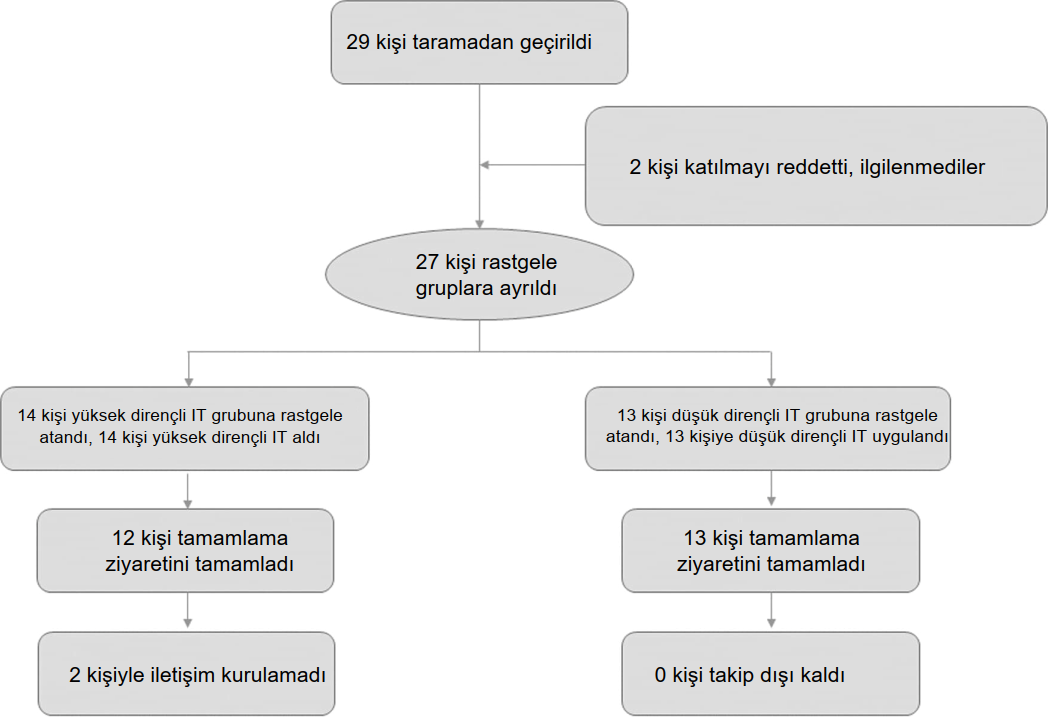 29 kişi taramadan geçirildi
2 kişi katılmayı reddetti, ilgilenmediler
27 kişi rastgele
gruplara ayrıldı
14 kişi yüksek dirençli IT grubuna rastgele
atandı, 14 kişi yüksek dirençli IT aldı
13 kişi düşük dirençli IT grubuna rastgele
atandı, 13 kişiye düşük dirençli IT uygulandı
12 kişi tamamlama
ziyaretini tamamladı
13 kişi tamamlama
ziyaretini tamamladı
2 kişiyle iletişim kurulamadı
0 kişi takip dışı kaldı